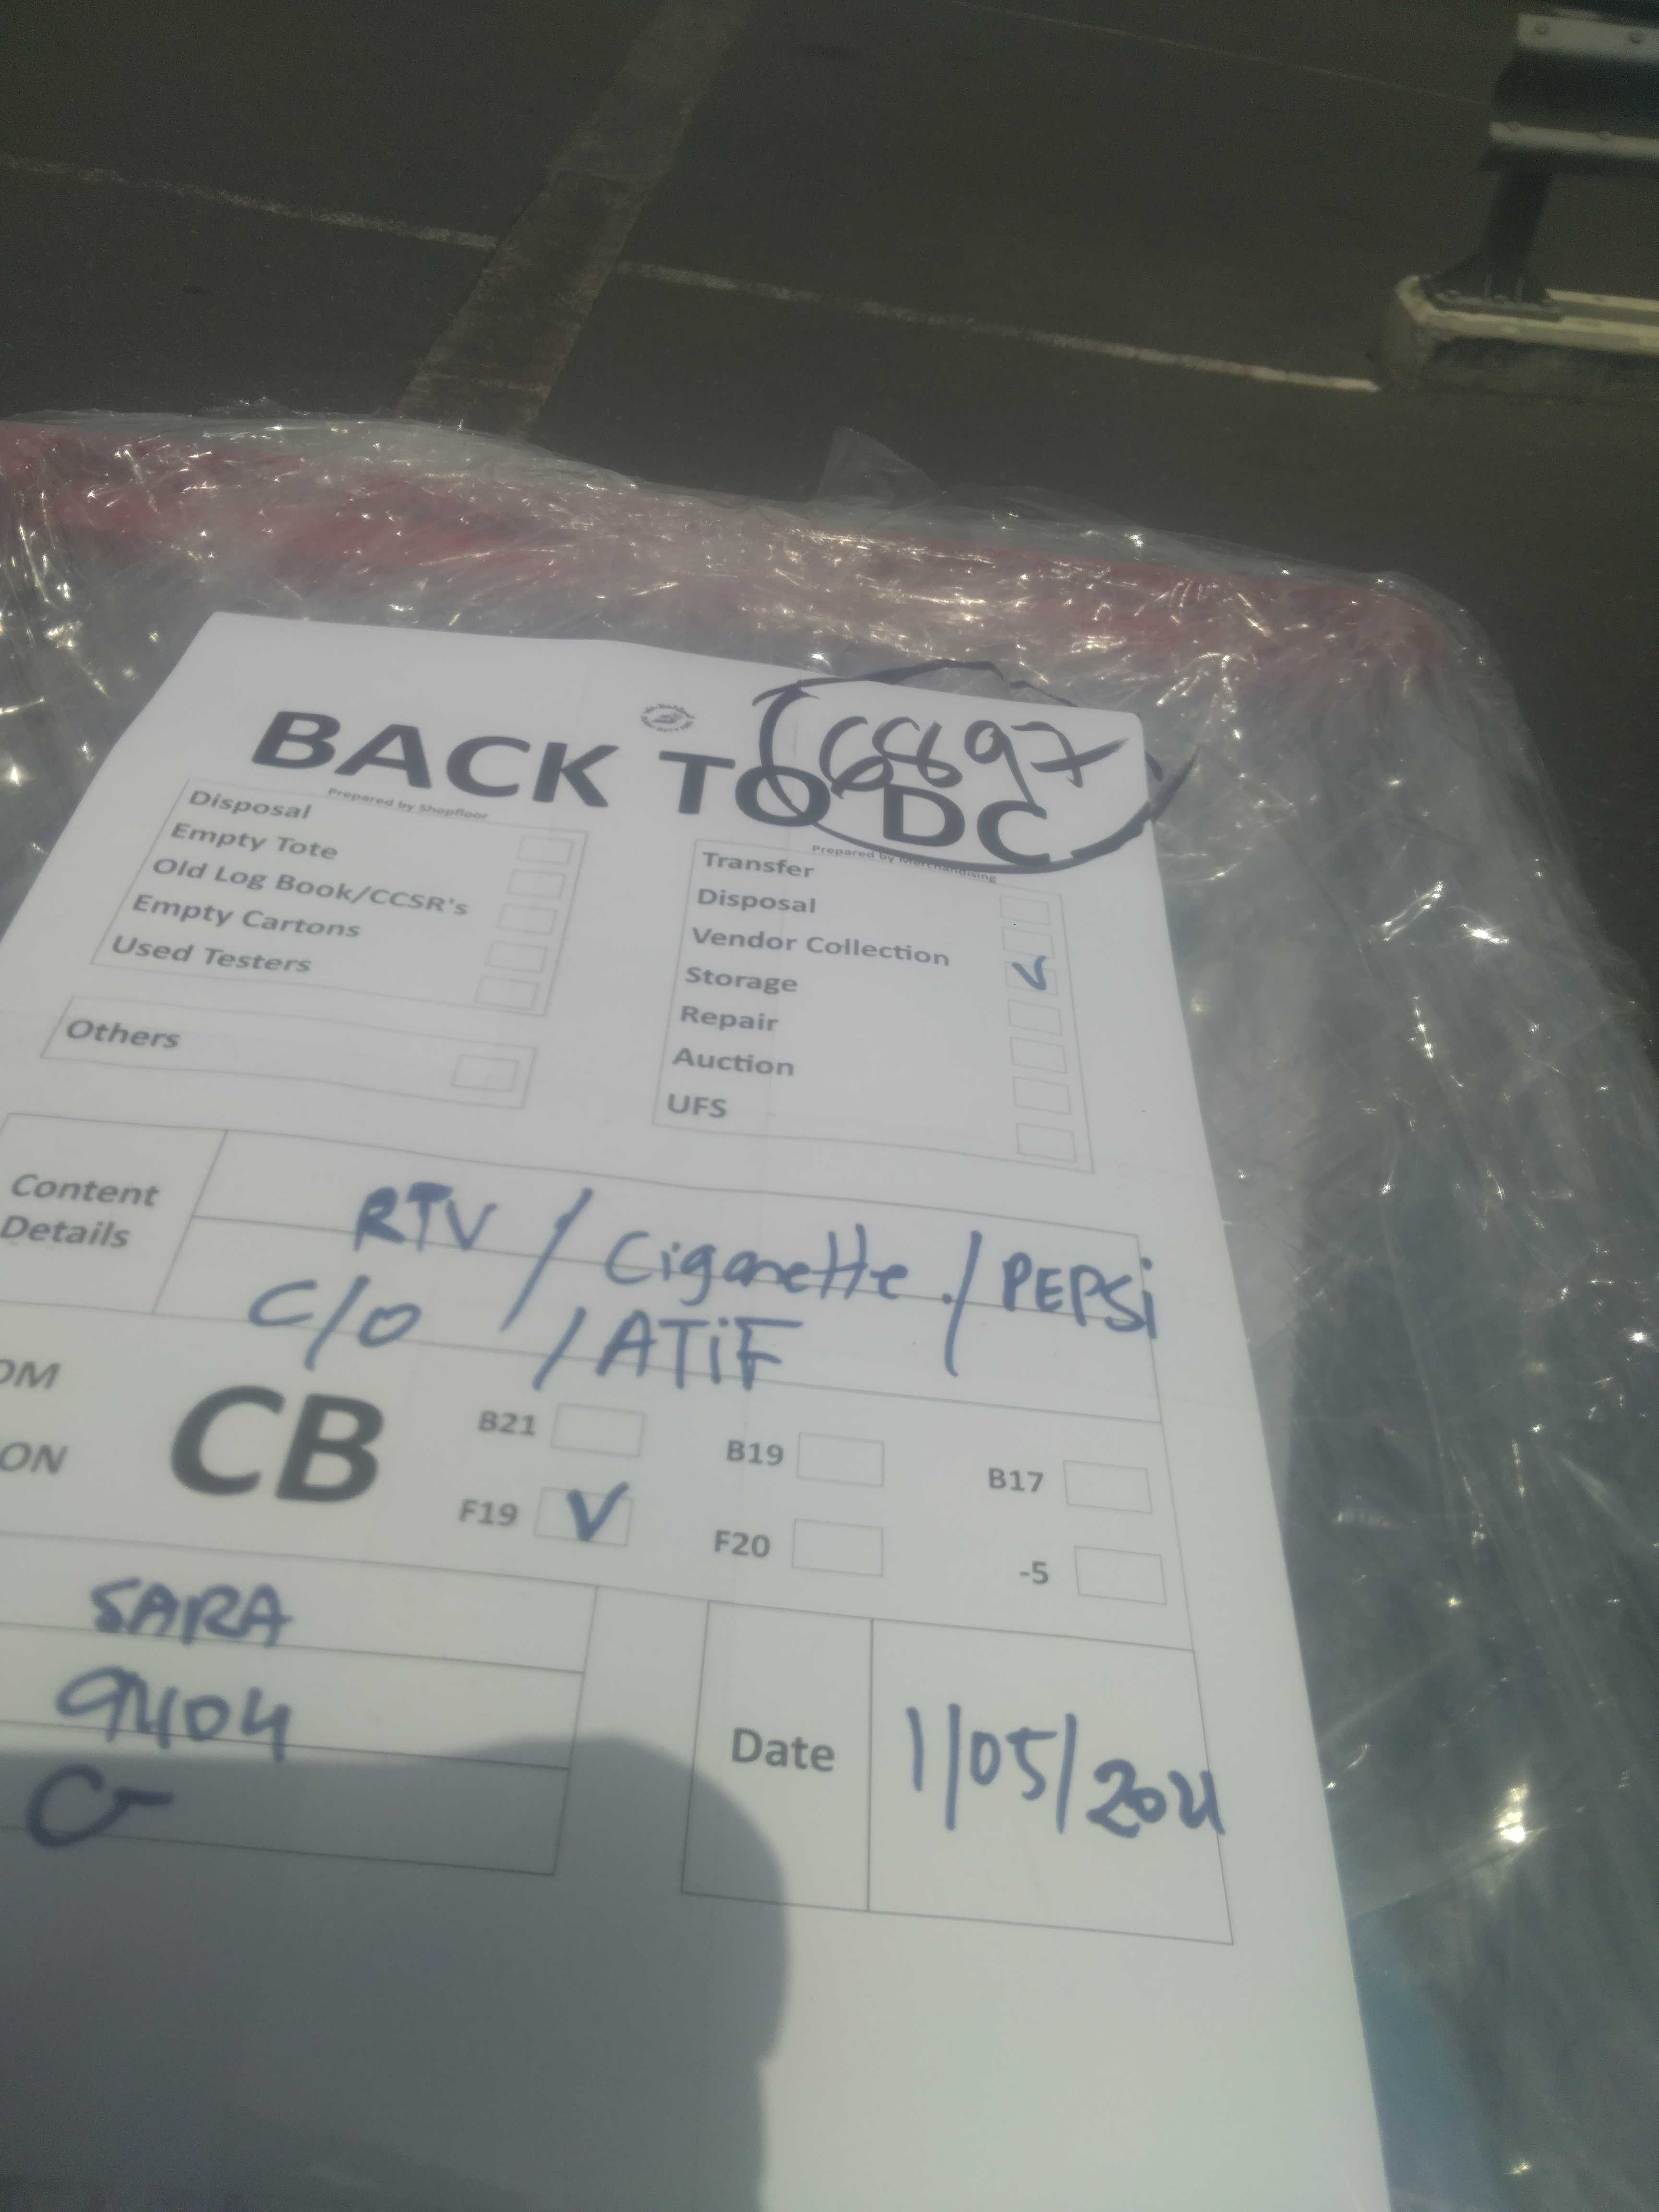 BACK TO DC
Prepared by Shopfloor
Disposal
Empty Tote
Old Log Book/CCSR's
Empty Cartons
Used Testers
Others
Prepared by Merchandising
Transfer
Disposal
Vendor Collection
Storage
Repair
Auction
UFS
Content
Details
RTV / Cigarette / PEPSi
C/O / ATiF
OM
ON
CB
B21
B19
B17
F19
F20
-5
SARA
9404
Date
1/05/2021